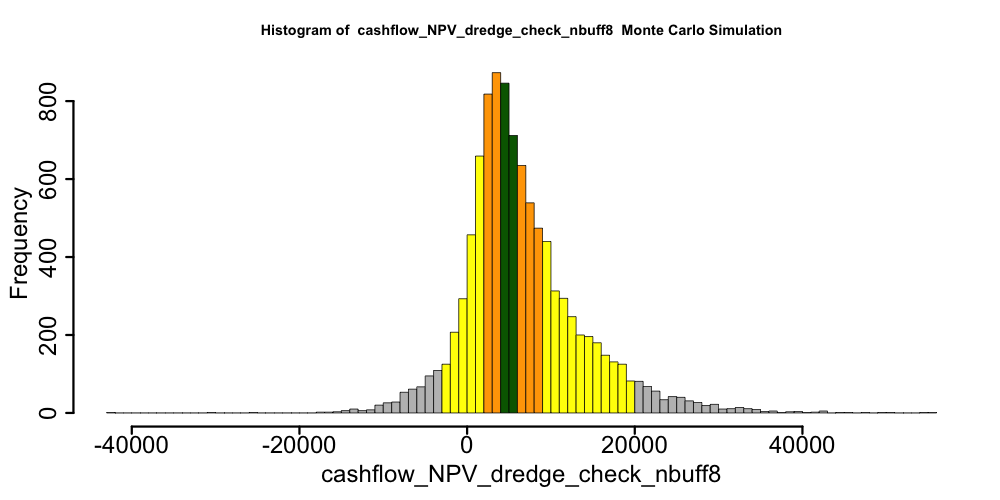 Histogram of  cashflow_NPV_dredge_check_nbuff8  Monte Carlo Simulation
Frequency
800
600
400
200
0
-40000 -20000 0 20000 40000
cashflow_NPV_dredge_check_nbuff8